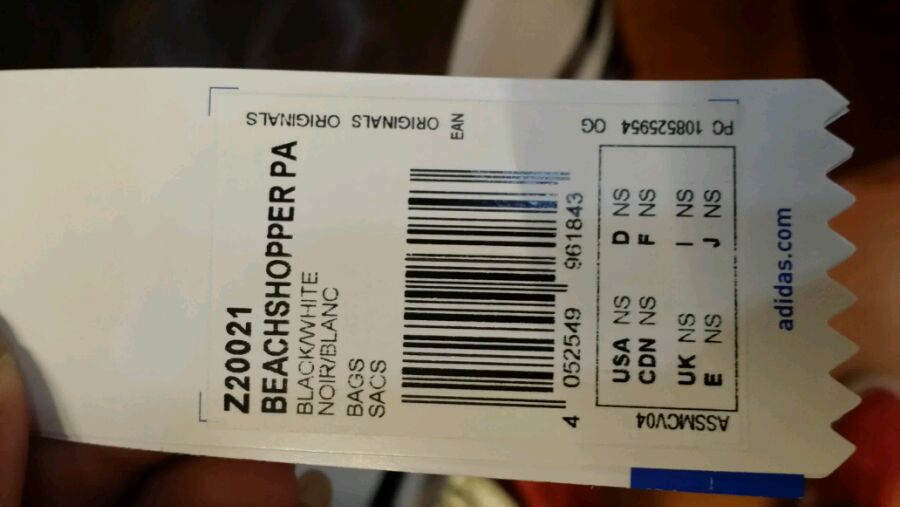 Z20021
BEACHSHOPPER PA
BLACK/WHITE
NOIR/BLANC
BAGS
SACS
ORIGINALS ORIGINALS
EAN
4 052549 961843
PC 108525954 OG
USA NS D NS
CDN NS F NS
UK NS I NS
E NS J NS
ASSMCV04
adidas.com